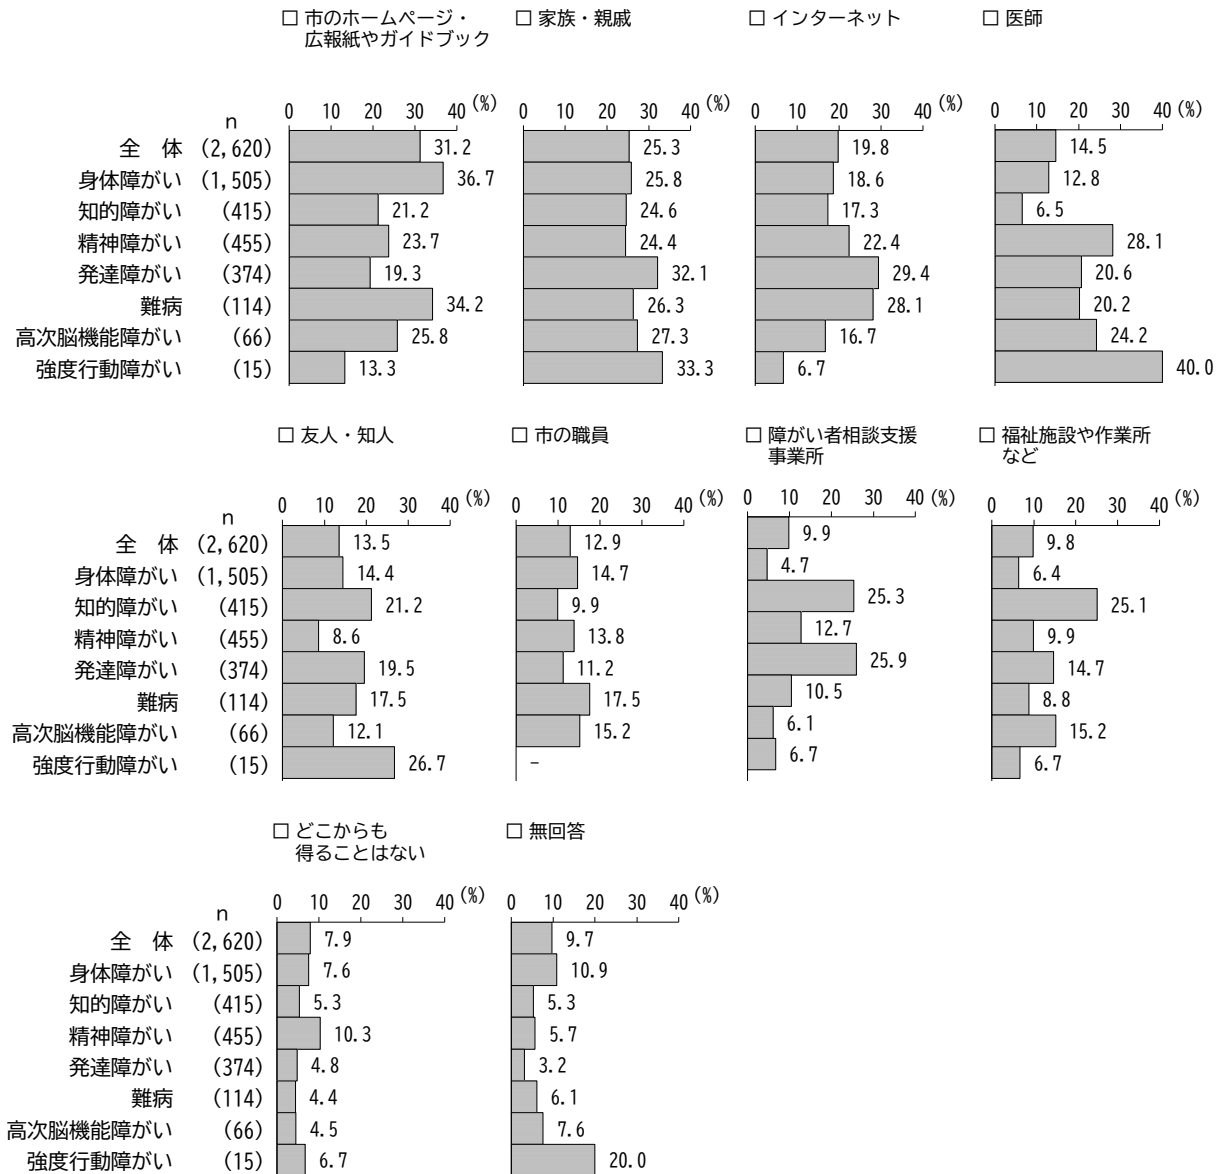 □ 市のホームページ・ □ 家族・親戚 □ インターネット □ 医師
広報紙やガイドブック
0 10 20 30 40 (%) 0 10 20 30 40 (%) 0 10 20 30 40 (%) 0 10 20 30 40 (%)
n
全 体 (2,620) 31.2 25.3 19.8 14.5
身体障がい (1,505) 36.7 25.8 18.6 12.8
知的障がい (415) 21.2 24.6 17.3 6.5
精神障がい (455) 23.7 24.4 22.4 28.1
発達障がい (374) 19.3 32.1 29.4 20.6
難病 (114) 34.2 26.3 28.1 20.2
高次脳機能障がい (66) 25.8 27.3 16.7 24.2
強度行動障がい (15) 13.3 33.3 6.7 40.0
□ 友人・知人 □ 市の職員 □ 障がい者相談支援 □ 福祉施設や作業所
事業所 など
0 10 20 30 40 (%) 0 10 20 30 40 (%) 0 10 20 30 40 (%) 0 10 20 30 40 (%)
n
全 体 (2,620) 13.5 12.9 9.9 9.8
身体障がい (1,505) 14.4 14.7 4.7 6.4
知的障がい (415) 21.2 9.9 25.3 25.1
精神障がい (455) 8.6 13.8 12.7 9.9
発達障がい (374) 19.5 11.2 25.9 14.7
難病 (114) 17.5 17.5 10.5 8.8
高次脳機能障がい (66) 12.1 15.2 6.1 15.2
強度行動障がい (15) 26.7 - 6.7 6.7
□ どこからも □ 無回答
得ることはない
0 10 20 30 40 (%) 0 10 20 30 40 (%)
n
全 体 (2,620) 7.9 9.7
身体障がい (1,505) 7.6 10.9
知的障がい (415) 5.3 5.3
精神障がい (455) 10.3 5.7
発達障がい (374) 4.8 3.2
難病 (114) 4.4 6.1
高次脳機能障がい (66) 4.5 7.6
強度行動障がい (15) 6.7 20.0